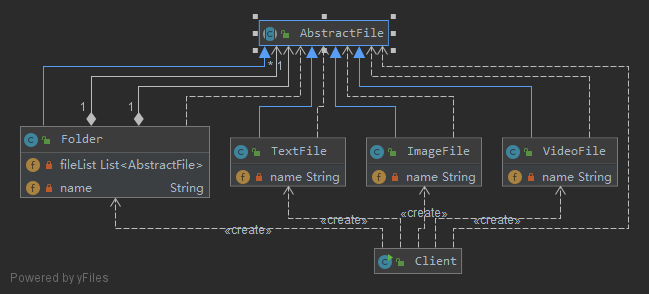 AbstractFile
* 1
1 1
Folder
fileList List<AbstractFile>
name String
TextFile
name String
ImageFile
name String
VideoFile
name String
«create» «create» «create» «create»
Client
Powered by yFiles